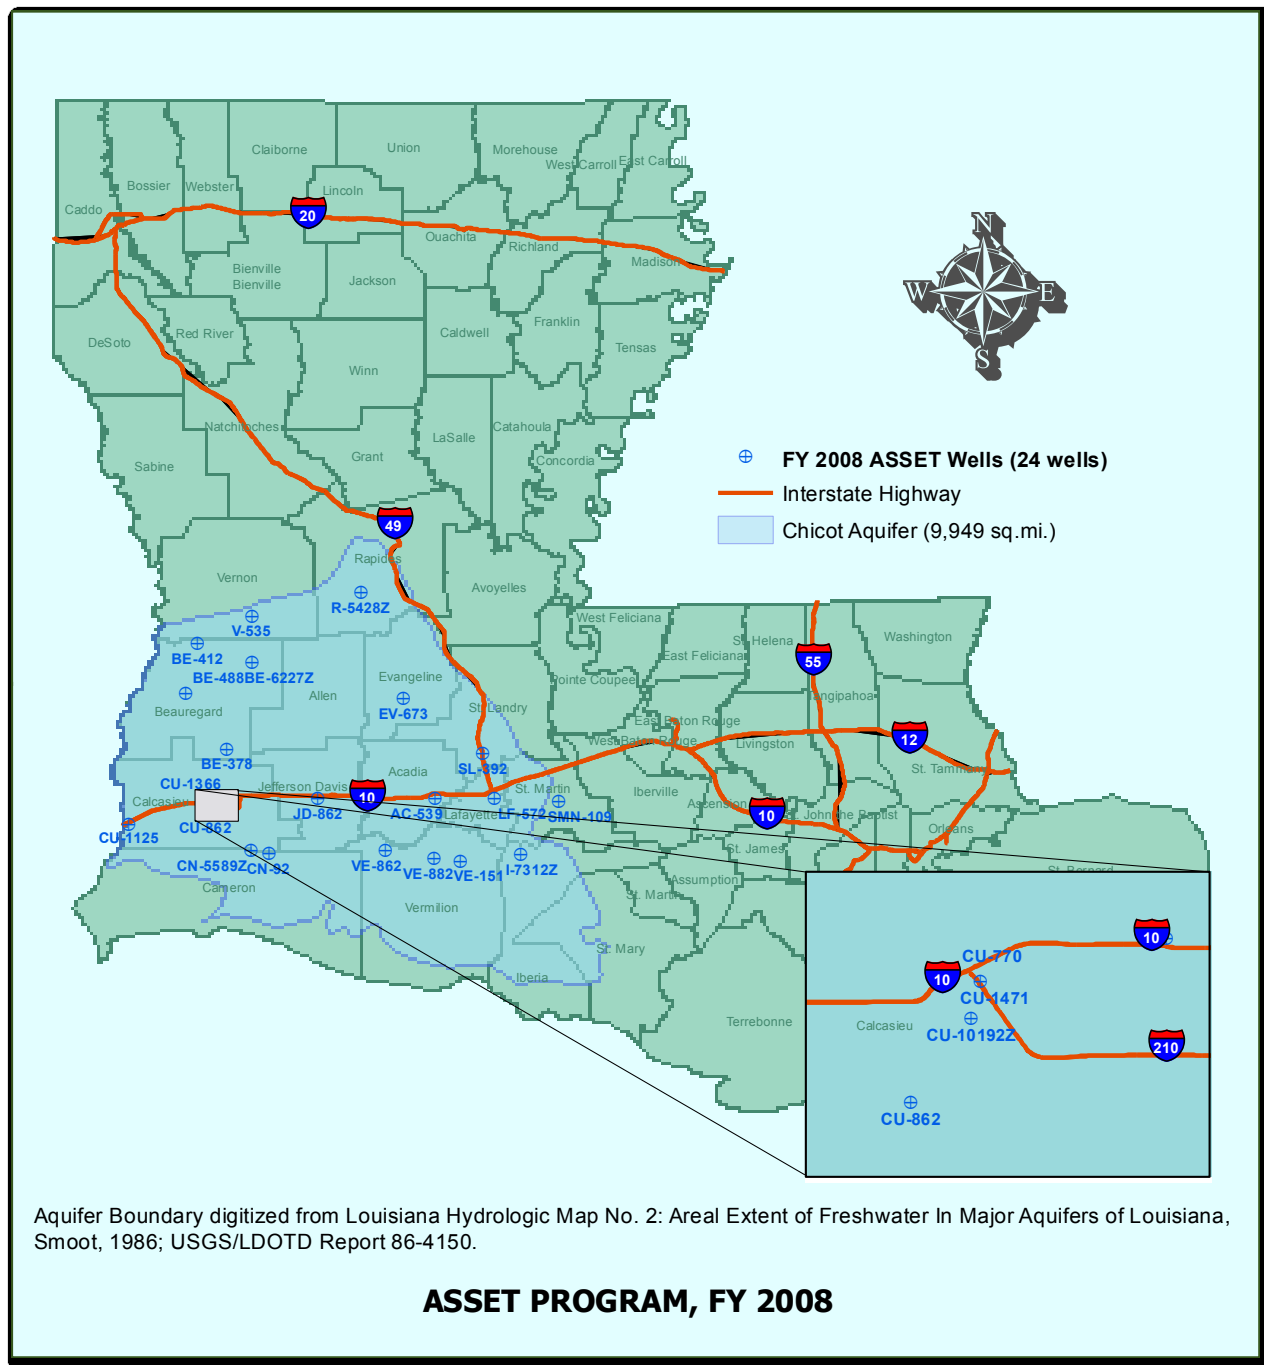 Claiborne
Union
Morehouse
West Carroll
East Carroll
Bossier
Webster
Lincoln
Caddo
20
Ouachita
Richland
Madison
Bienville
Bienville
Jackson
Franklin
Caldwell
Red River
DeSoto
Tensas
Winn
Natchitoches
LaSalle
Catahoula
Grant
Concordia
Sabine
49
Rapides
Vernon
Avoyelles
R-5428Z
V-535
BE-412
BE-488
BE-6227Z
Beauregard
Allen
Evangeline
EV-673
St. Landry
BE-378
SL-392
CU-1366
Calcasieu
CU-862
CU-1125
Jefferson Davis
JD-862
10
Acadia
AC-539
Lafayette
LF-572
St. Martin
SMN-109
CN-5589Z
CN-92
Cameron
VE-862
VE-882
VE-151
I-7312Z
Vermilion
Iberia
St. Mary
St. Martin
Assumption
St. James
Terrebonne
West Feliciana
East Feliciana
St. Helena
Washington
55
Tangipahoa
Pointe Coupee
East Baton Rouge
West Baton Rouge
Livingston
12
St. Tammany
Iberville
Ascension
10
St. John the Baptist
Orleans
St. Bernard
N
W
E
S
FY 2008 ASSET Wells (24 wells)
Interstate Highway
Chicot Aquifer (9,949 sq.mi.)
10
CU-770
10
CU-1471
Calcasieu
CU-10192Z
210
CU-862
Aquifer Boundary digitized from Louisiana Hydrologic Map No. 2: Areal Extent of Freshwater In Major Aquifers of Louisiana,
Smoot, 1986; USGS/LDOTD Report 86-4150.
ASSET PROGRAM, FY 2008